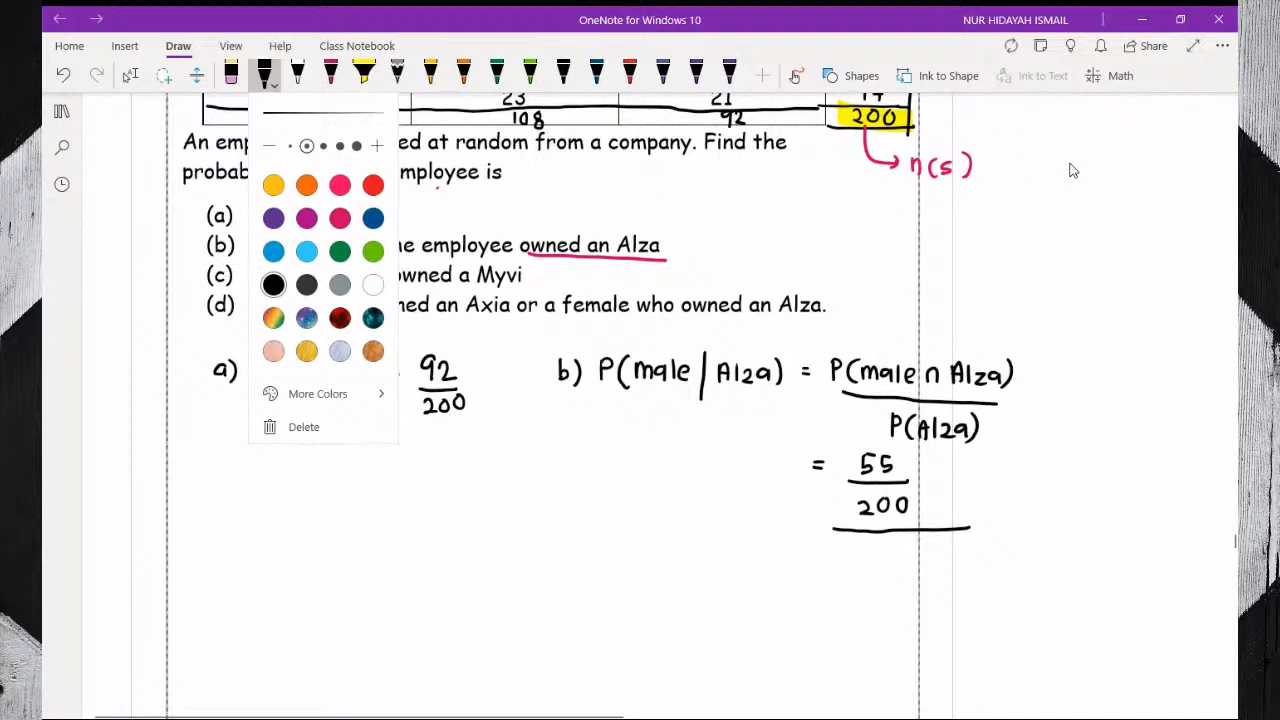 OneNote for Windows 10
NUR HIDAYAH ISMAIL
Home Insert Draw View Help Class Notebook
Share
Shapes Ink to Shape Ink to Text Math
23 21
108 92 200
An emp ed at random from a company. Find the
n(s)
probab mployee is
(a)
(b) he employee owned an Alza
(c) owned a Myvi
(d) ned an Axia or a female who owned an Alza.
a) 92
200
b) P(male | Alza) = P(male ∩ Alza)
P(Alza)
= 55
200
More Colors
Delete